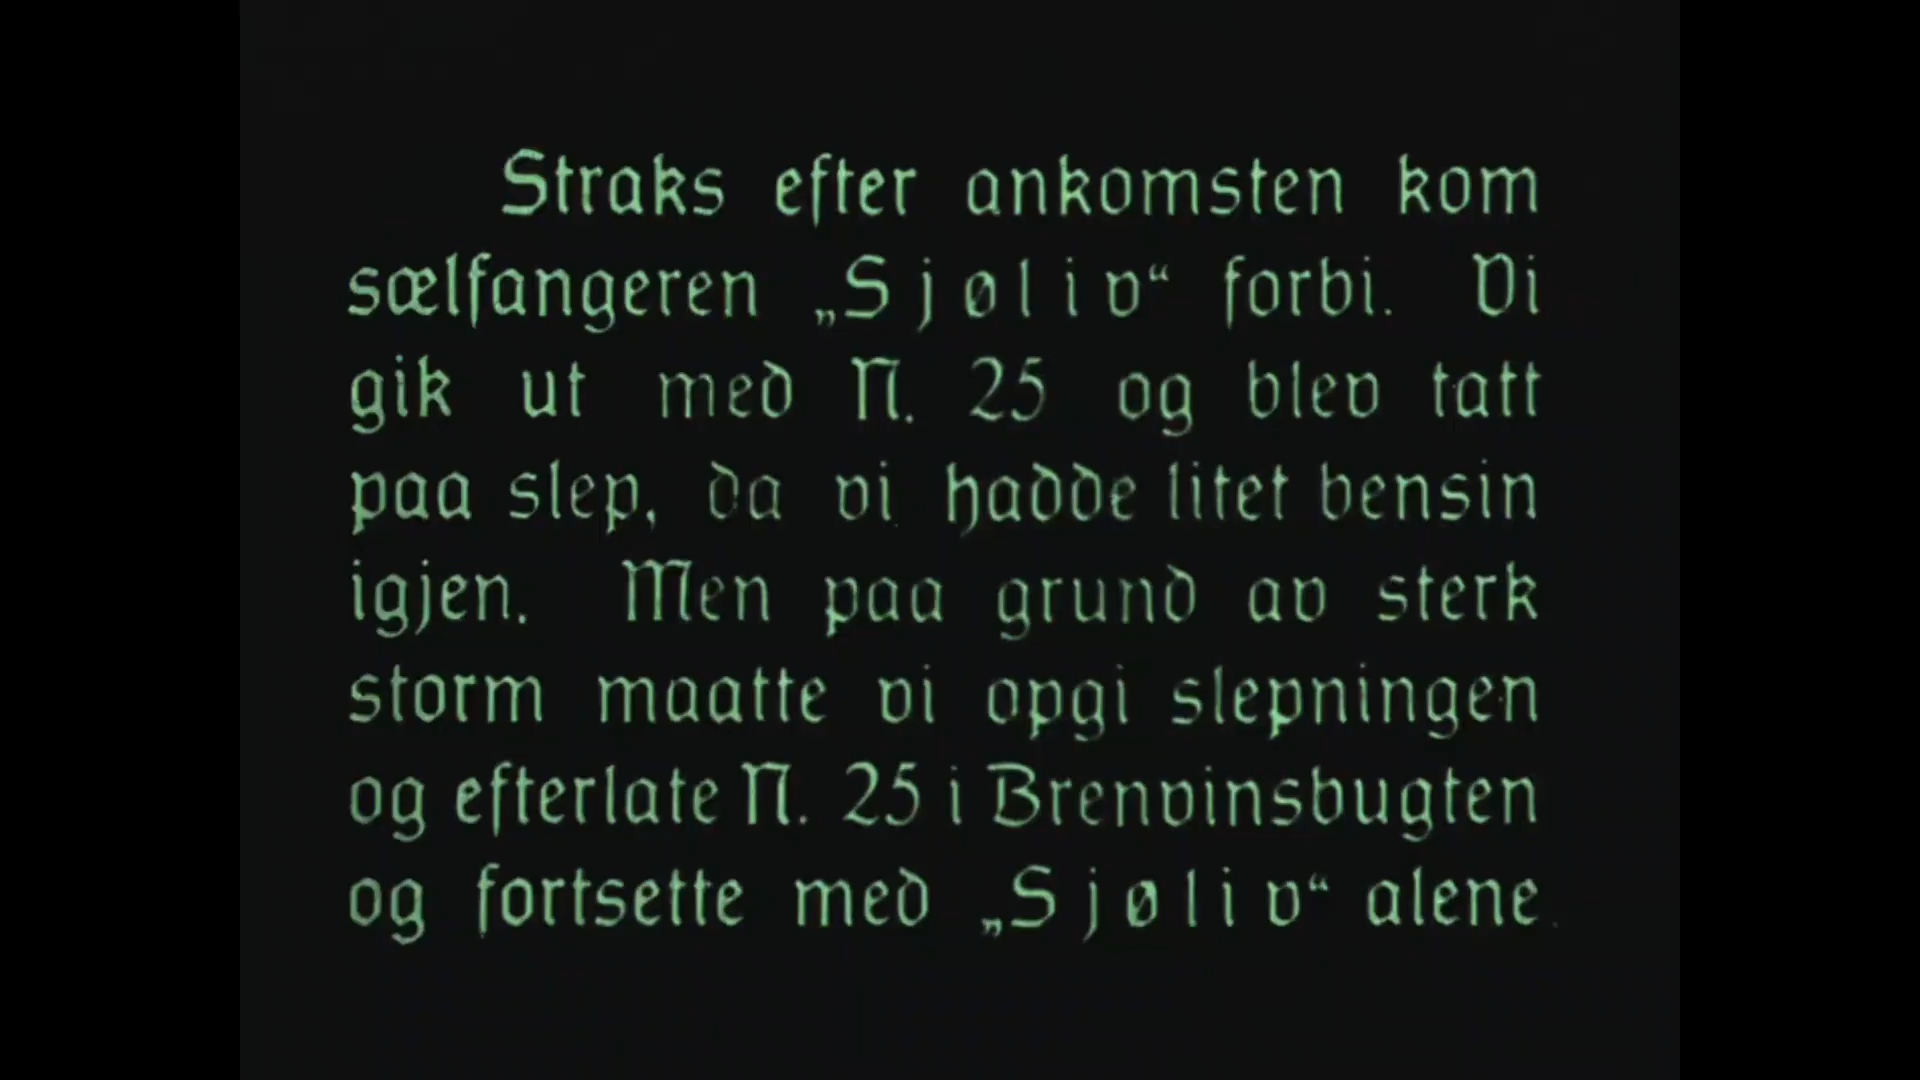 Straks efter ankomsten kom
sælfangeren „Sjøliv“ forbi. Vi
gik ut med N. 25 og blev tatt
paa slep, da vi hadde litet bensin
igjen. Men paa grund av sterk
storm maatte vi opgi slepningen
og efterlate N. 25 i Brenvinsbugten
og fortsette med „Sjøliv“ alene.